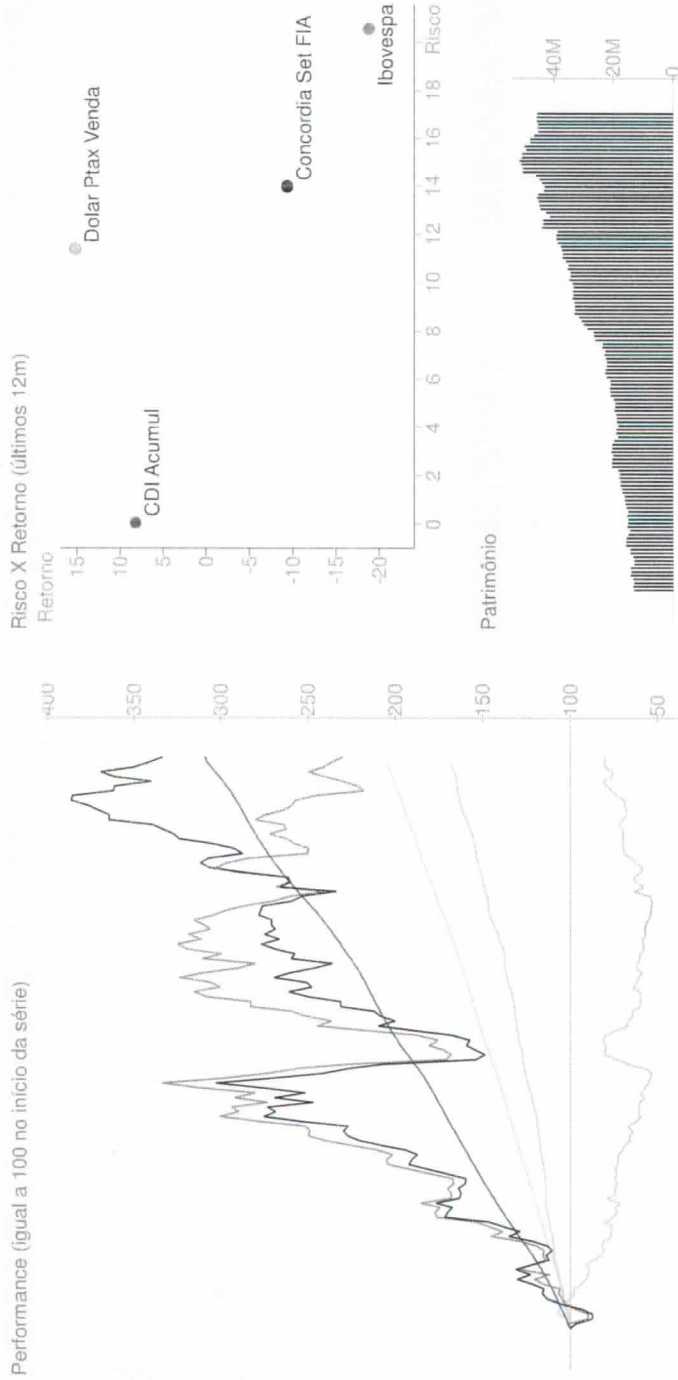 Performance (igual a 100 no início da série)
400
350
300
250
200
150
100
50
Risco X Retorno (últimos 12m)
Retorno
15
10
5
0
-5
-10
-15
-20
CDI Acumul
Dolar Ptax Venda
Concordia Set FIA
Ibovespa
0
2
4
6
8
10
12
14
16
18
Risco
Patrimônio
40M
20M
0